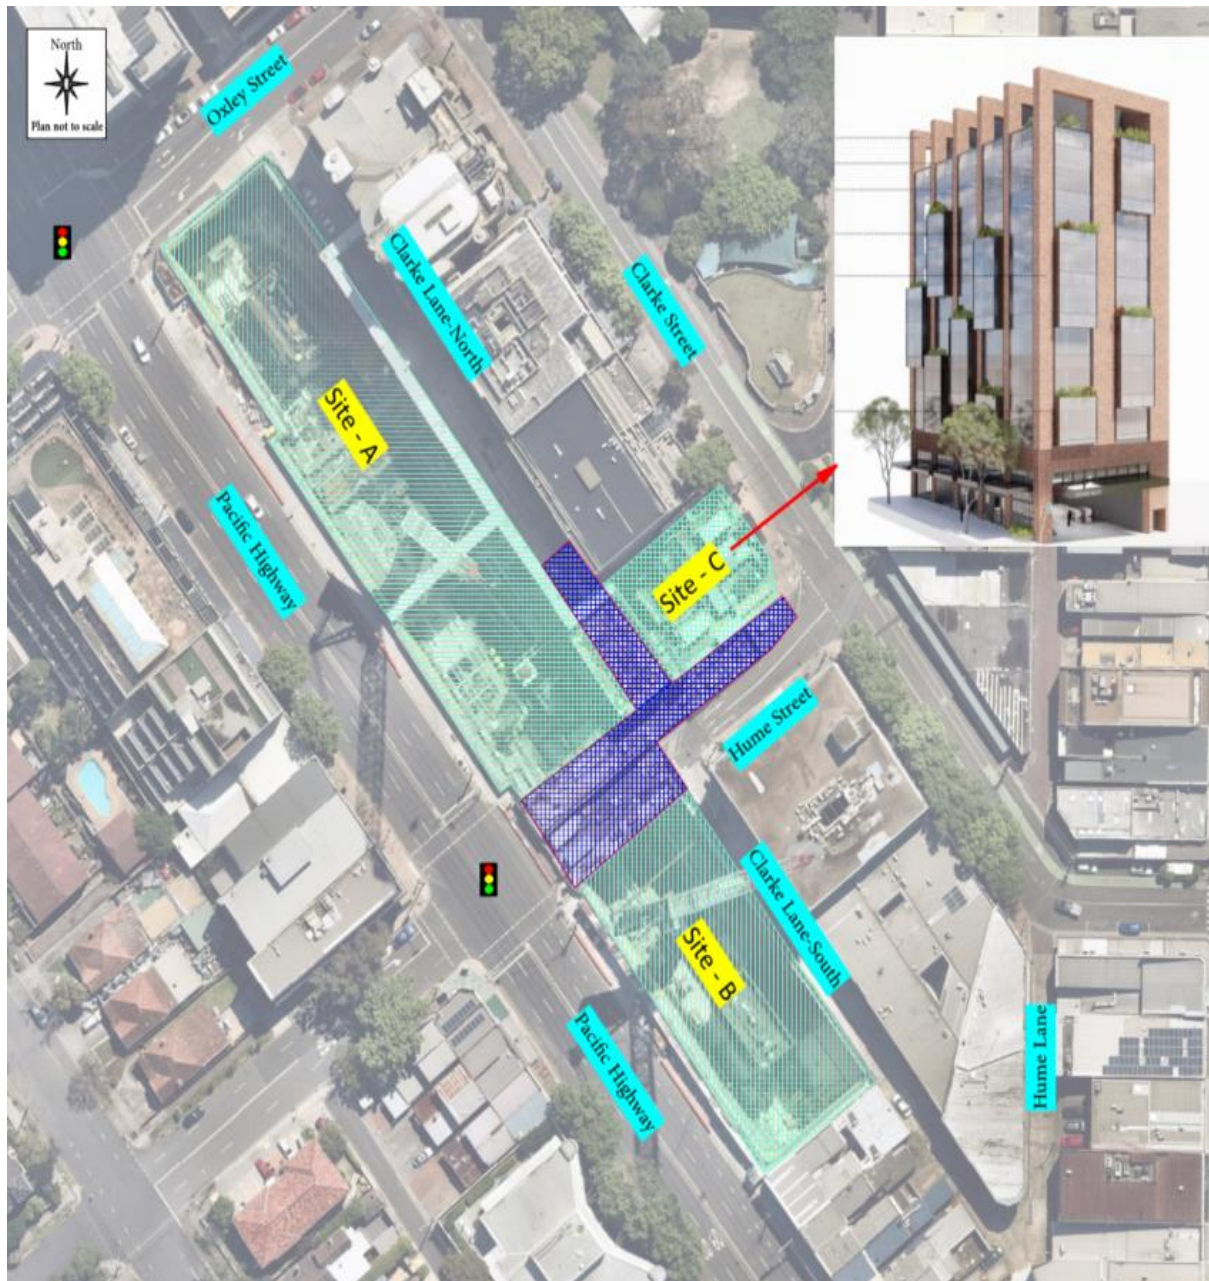 North
Plan not to scale
Oxley Street
Clarke Lane-North
Clarke Street
Site - A
Pacific Highway
Site - C
Hume Street
Clarke Lane-South
Site - B
Pacific Highway
Hume Lane